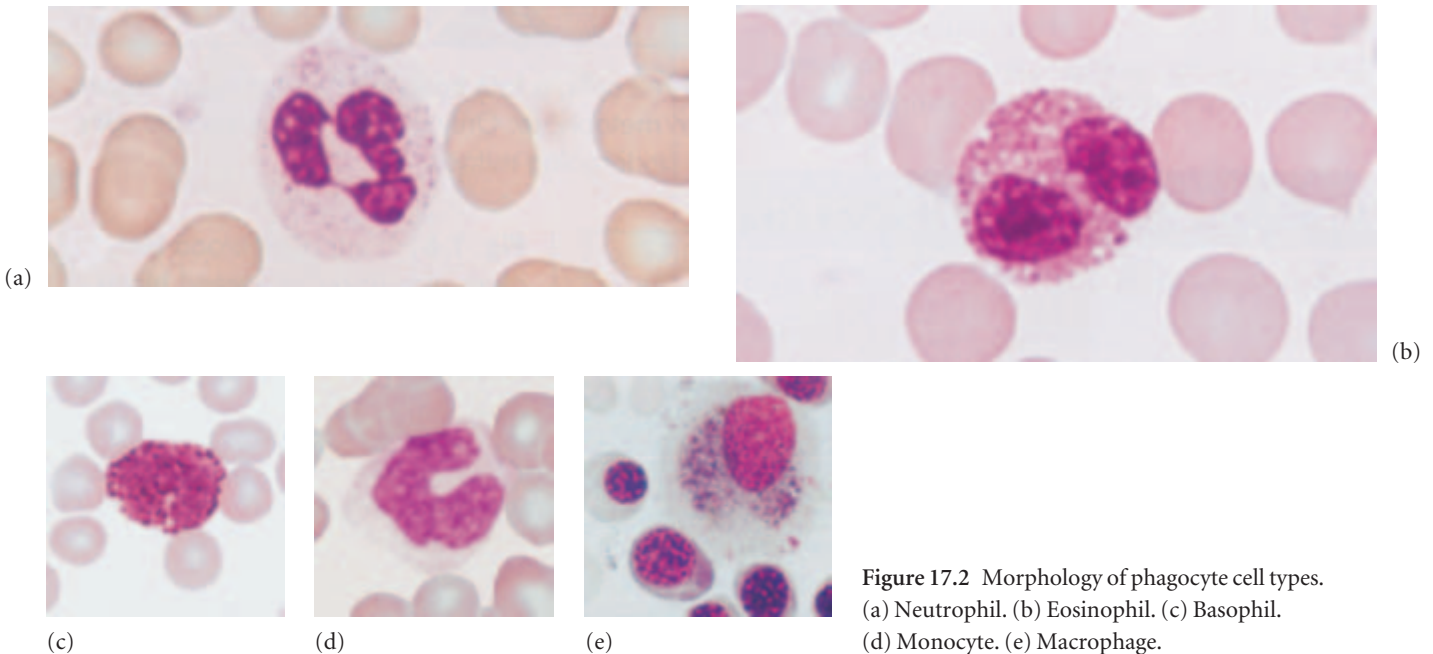 (a)
(b)
(c)
(d)
(e)
Figure 17.2 Morphology of phagocyte cell types.
(a) Neutrophil. (b) Eosinophil. (c) Basophil.
(d) Monocyte. (e) Macrophage.